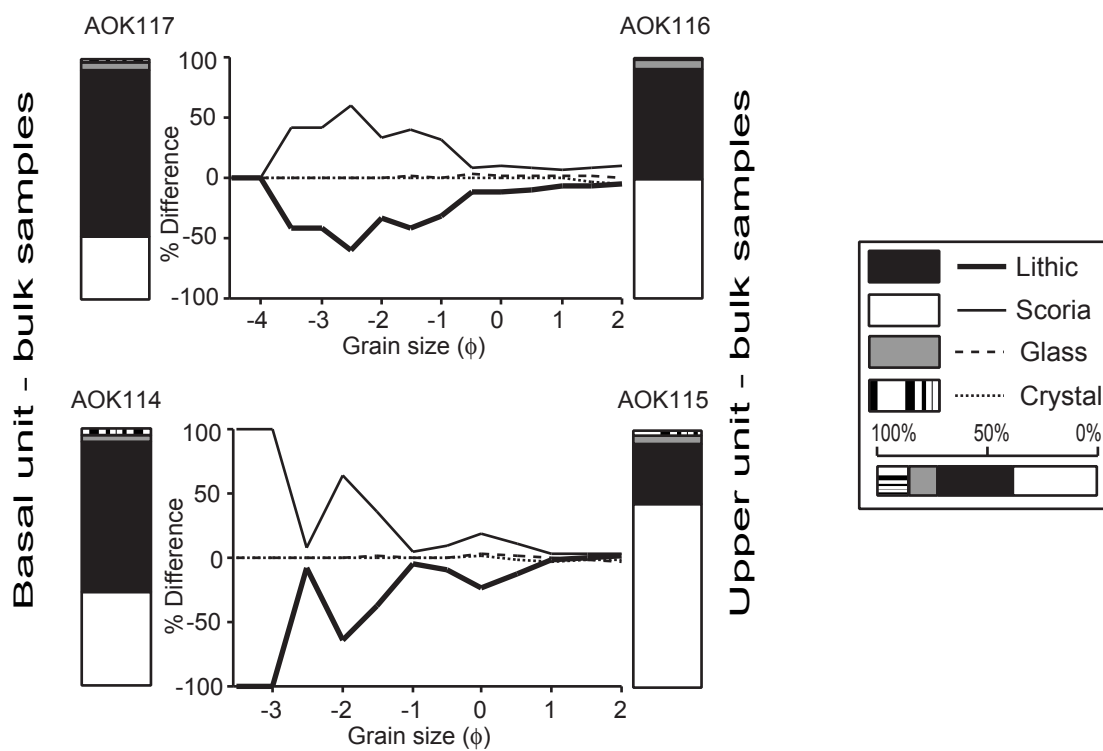 Basal unit - bulk samples
AOK117
AOK116
100
50
0
-50
-100
% Difference
-4 -3 -2 -1 0 1 2
Grain size (ϕ)
AOK114
AOK115
100
50
0
-50
-100
% Difference
-3 -2 -1 0 1 2
Grain size (ϕ)
Upper unit - bulk samples
Lithic
Scoria
Glass
Crystal
100% 50% 0%